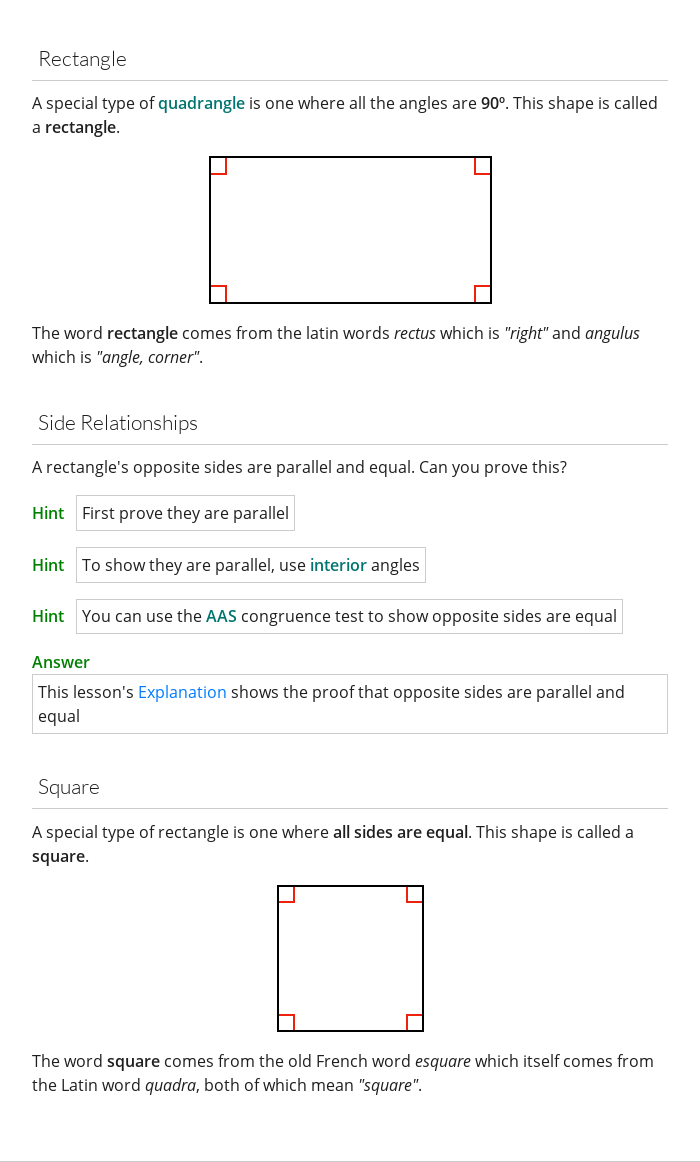 Rectangle
A special type of quadrangle is one where all the angles are 90º. This shape is called
a rectangle.
The word rectangle comes from the latin words rectus which is "right" and angulus
which is "angle, corner".
Side Relationships
A rectangle's opposite sides are parallel and equal. Can you prove this?
Hint First prove they are parallel
Hint To show they are parallel, use interior angles
Hint You can use the AAS congruence test to show opposite sides are equal
Answer
This lesson's Explanation shows the proof that opposite sides are parallel and
equal
Square
A special type of rectangle is one where all sides are equal. This shape is called a
square.
The word square comes from the old French word esquare which itself comes from
the Latin word quadra, both of which mean "square".